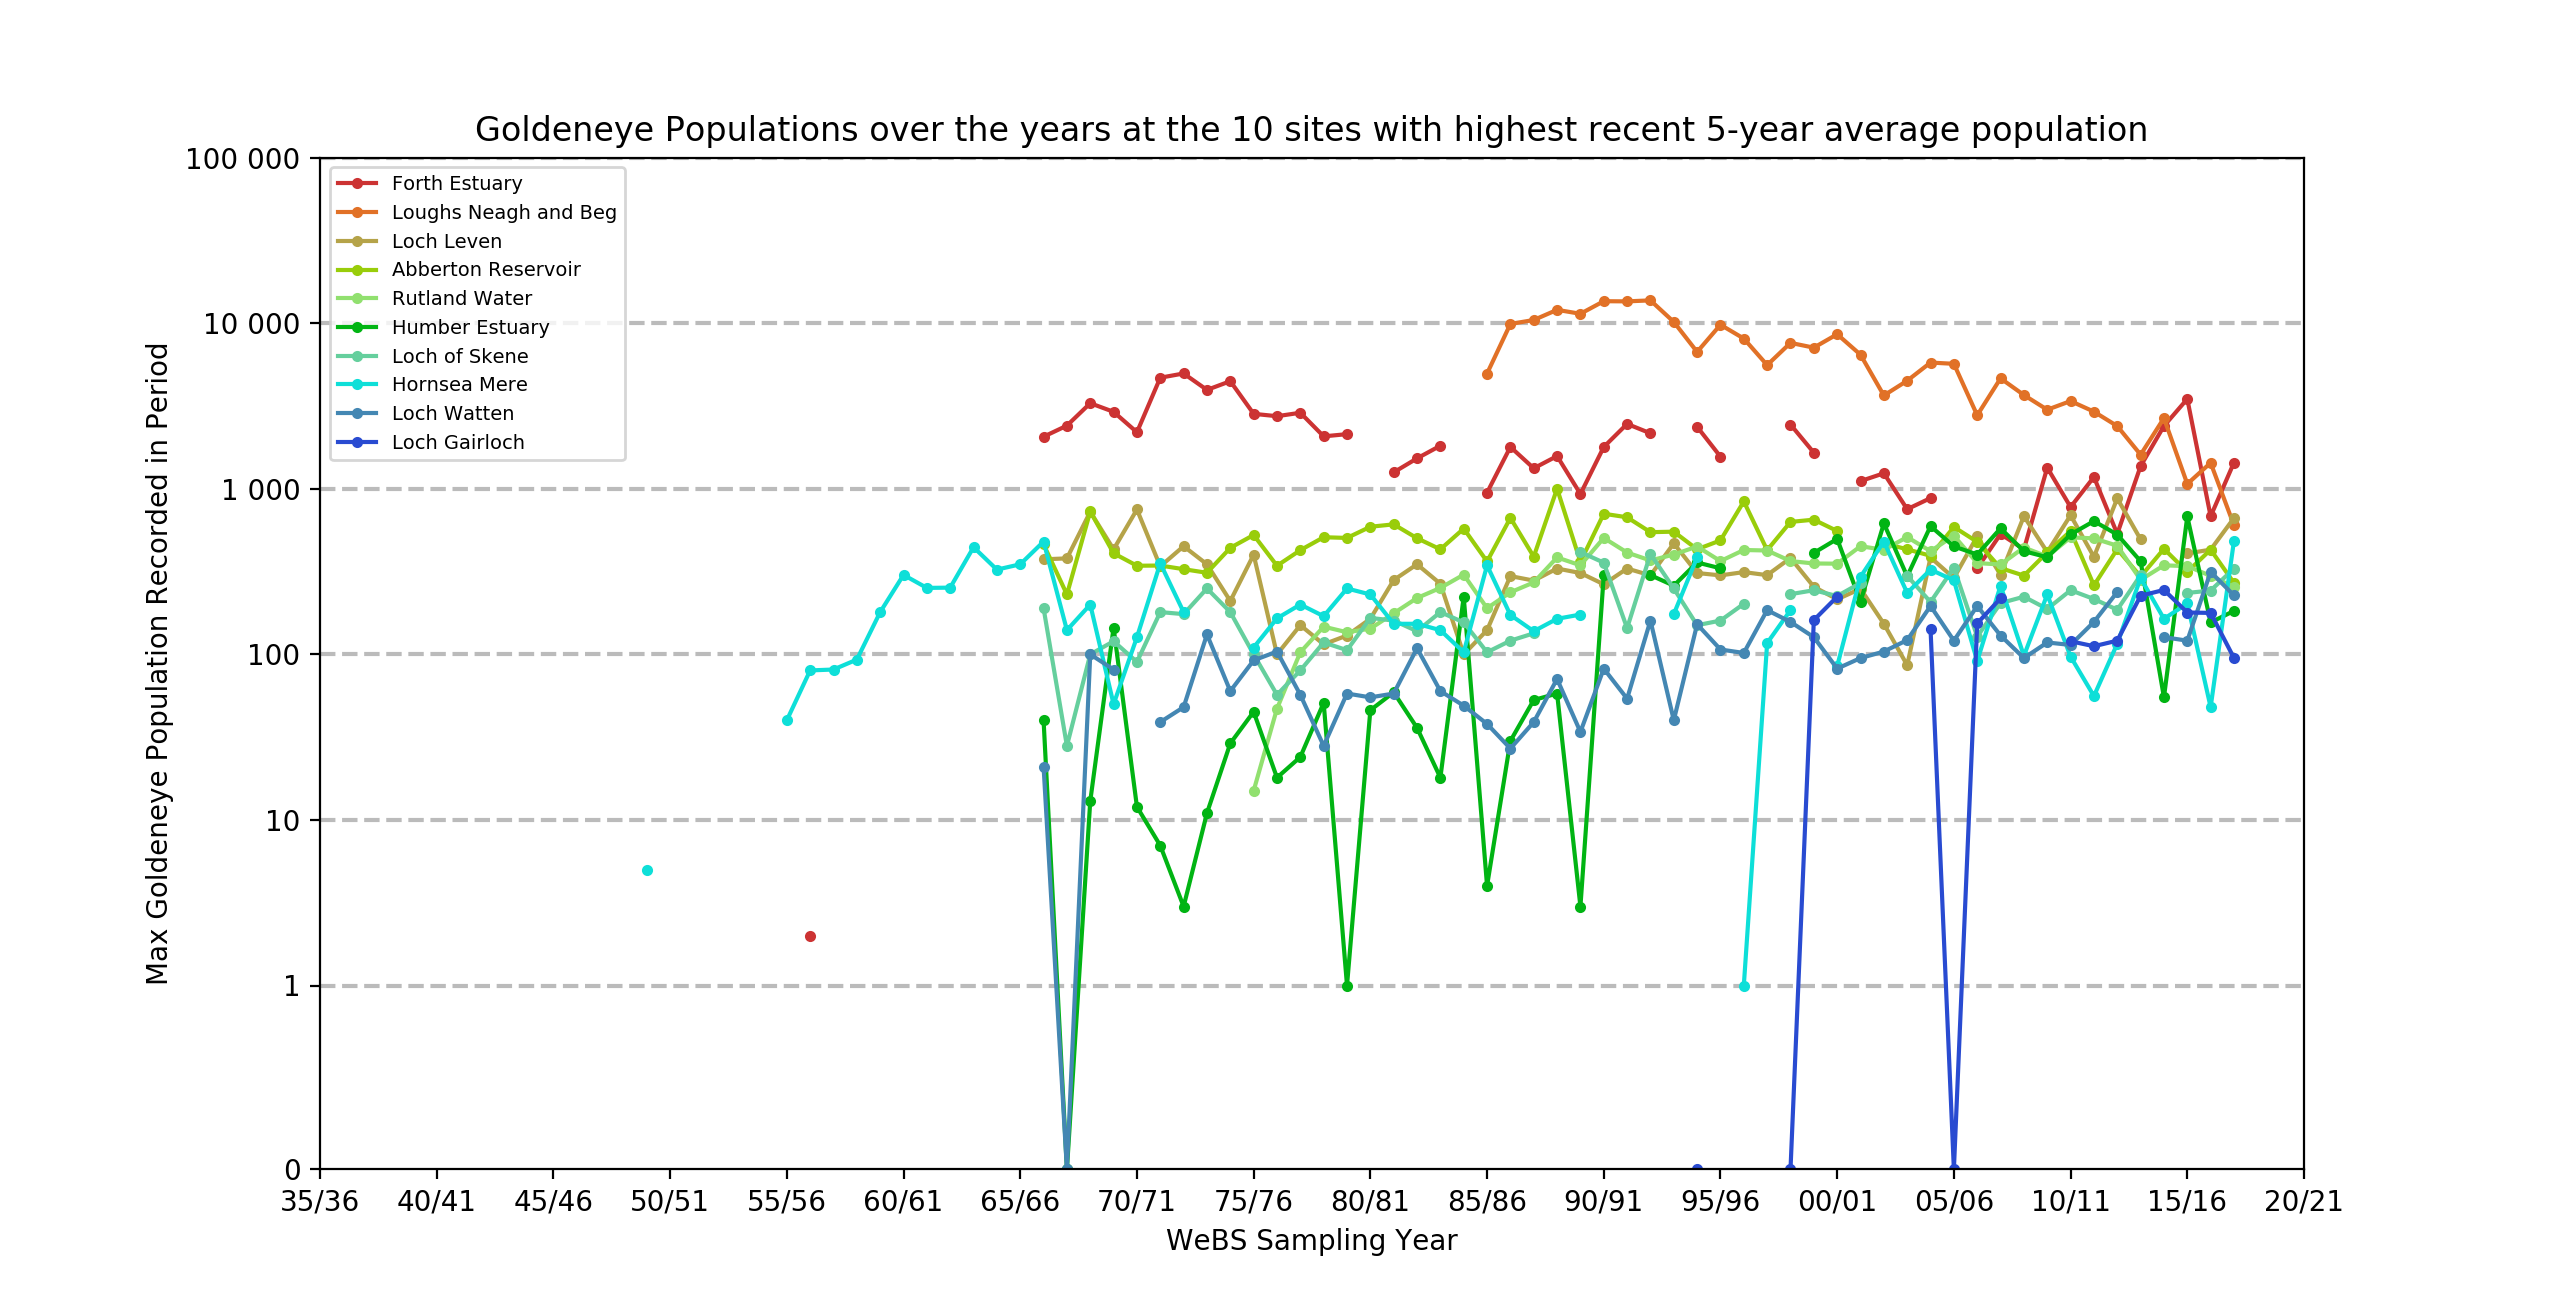 Goldeneye Populations over the years at the 10 sites with highest recent 5-year average population
Max Goldeneye Population Recorded in Period
100 000
10 000
1 000
100
10
1
0
Forth Estuary
Loughs Neagh and Beg
Loch Leven
Abberton Reservoir
Rutland Water
Humber Estuary
Loch of Skene
Hornsea Mere
Loch Watten
Loch Gairloch
35/36 40/41 45/46 50/51 55/56 60/61 65/66 70/71 75/76 80/81 85/86 90/91 95/96 00/01 05/06 10/11 15/16 20/21
WeBS Sampling Year